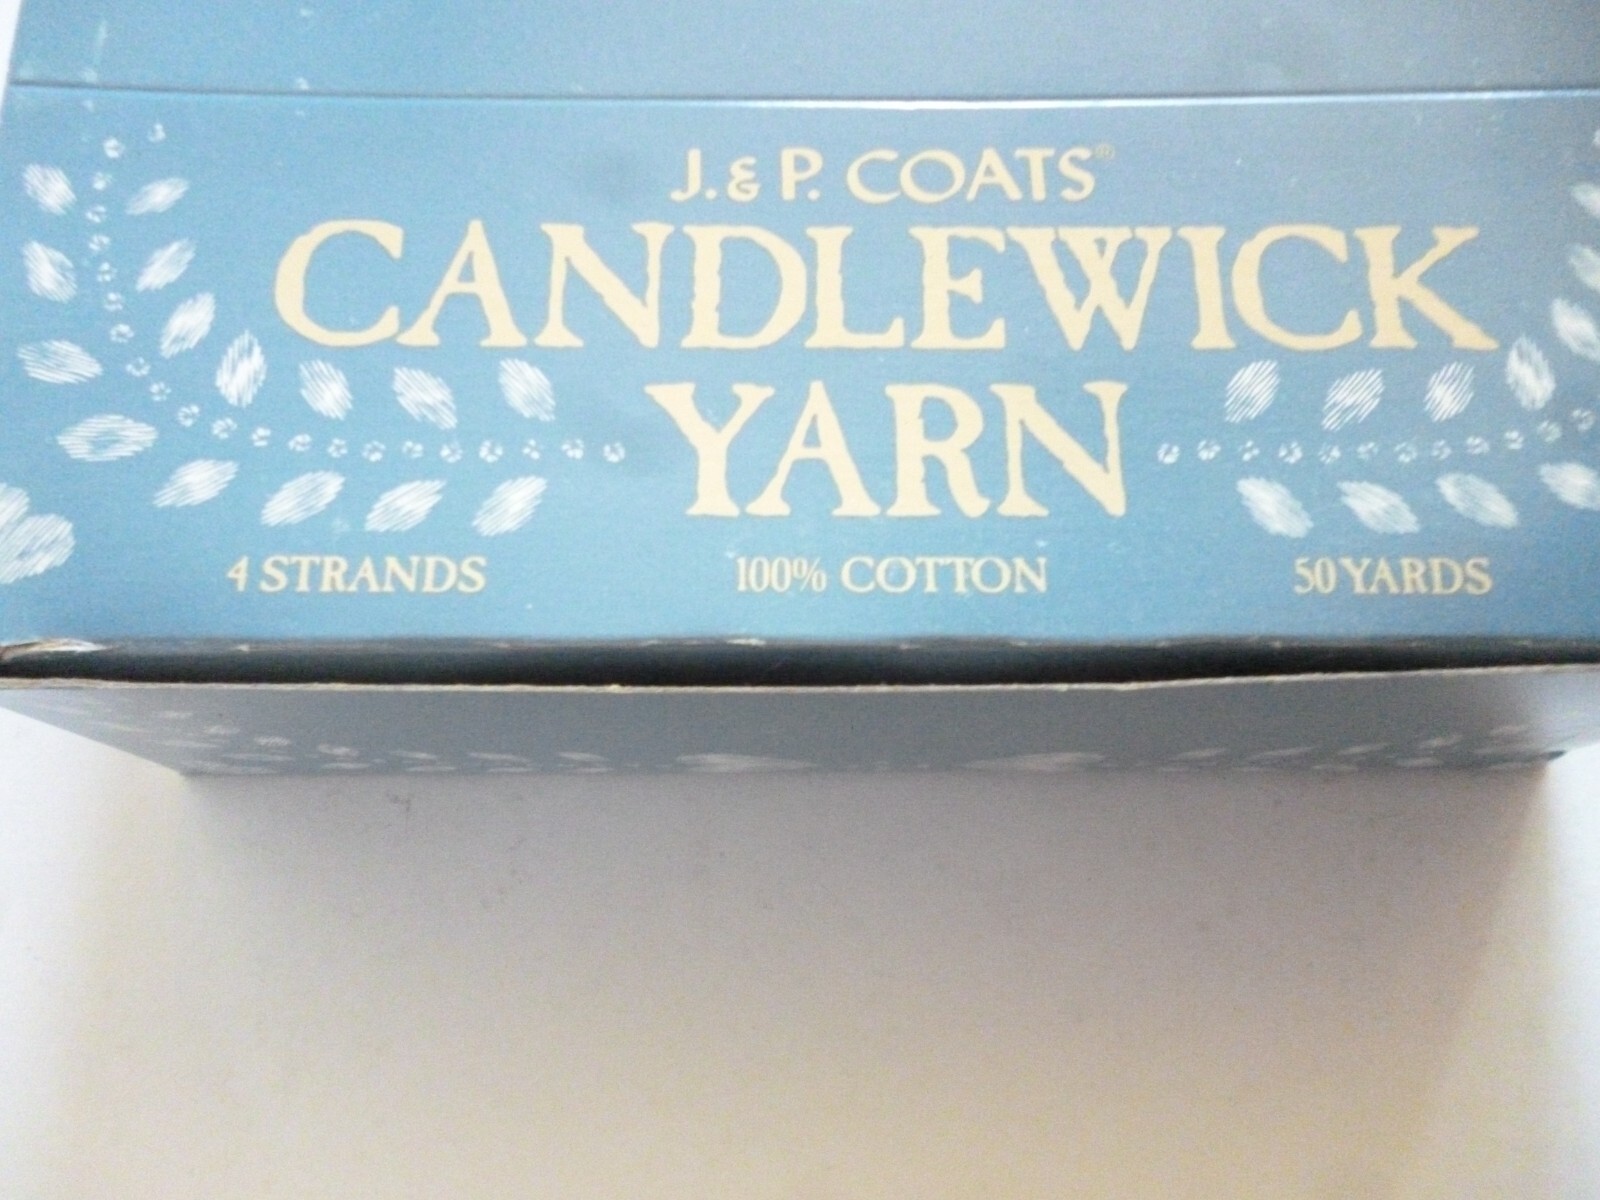 J. & P. COATS®
CANDLEWICK
YARN
4 STRANDS 100% COTTON 50 YARDS